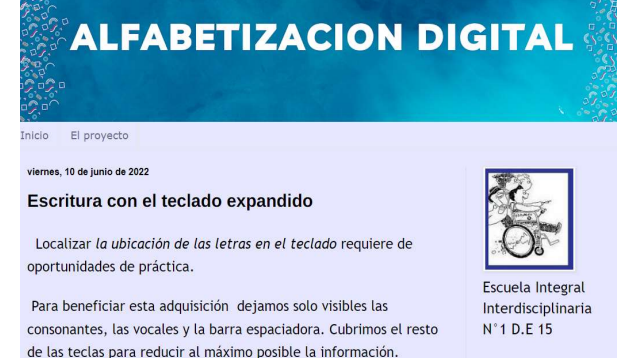 ALFABETIZACION DIGITAL
Inicio El proyecto
viernes, 10 de junio de 2022
Escritura con el teclado expandido
Localizar la ubicación de las letras en el teclado requiere de
oportunidades de práctica.
Para beneficiar esta adquisición dejamos solo visibles las
consonantes, las vocales y la barra espaciadora. Cubrimos el resto
de las teclas para reducir al máximo posible la información.
Escuela Integral
Interdisciplinaria
N°1 D.E 15